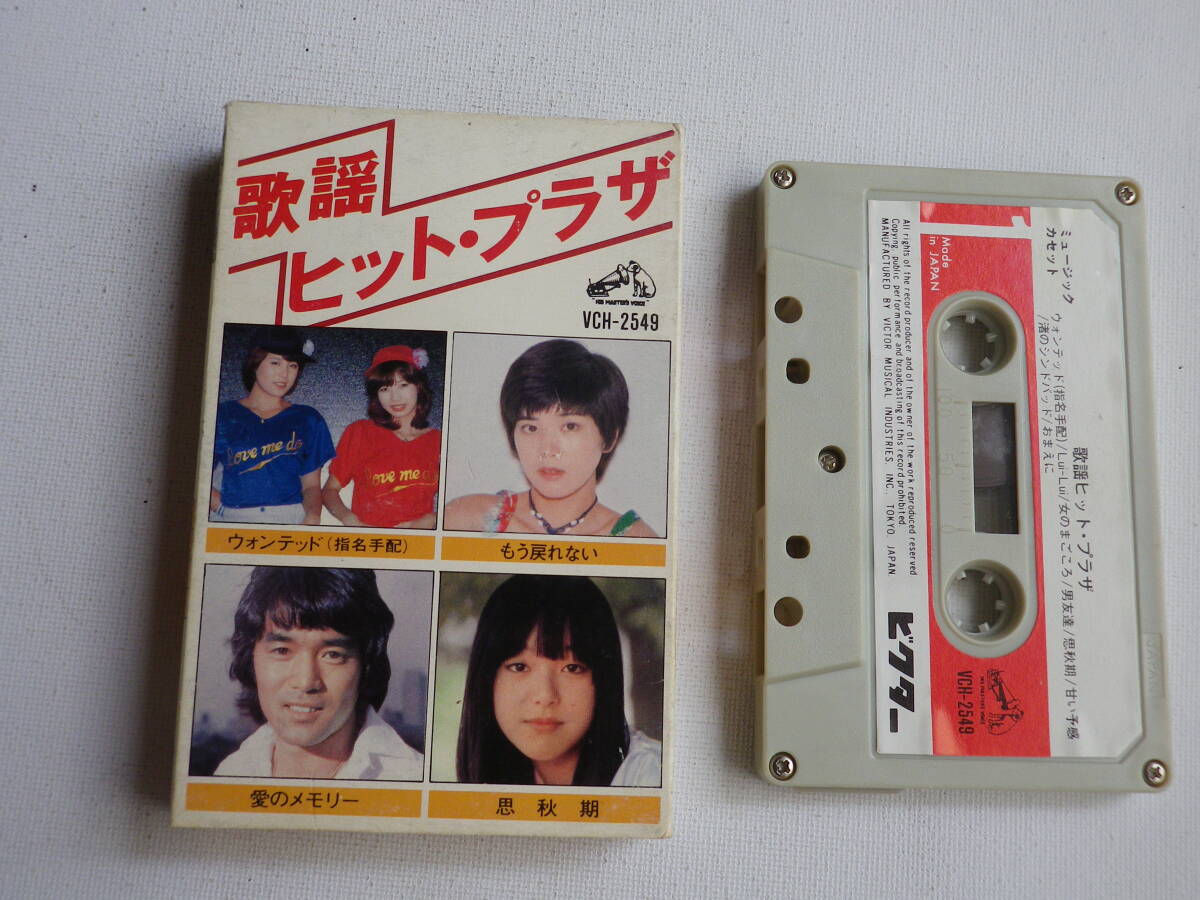 歌謡
ヒット・プラザ
"HIS MASTER'S VOICE"
VCH-2549
Love me do
Love me do
ウォンテッド(指名手配)
もう戻れない
愛のメモリー
思秋期
ミュージック
カセット
歌謡ヒット・プラザ
ウォンテッド(指名手配)/Lui-Lui/女のまごころ/男友達/思秋期/甘い予感
/渚のシンドバッド/おまえに
1
Made
in JAPAN
HIS MASTER'S VOICE
VCH-2549
All rights of the record producer and of the owner of the work reproduced reserved
Copying, public performance and broadcasting of this record prohibited.
MANUFACTURED BY VICTOR MUSICAL INDUSTRIES, INC., TOKYO, JAPAN
ビクター
100 50 0